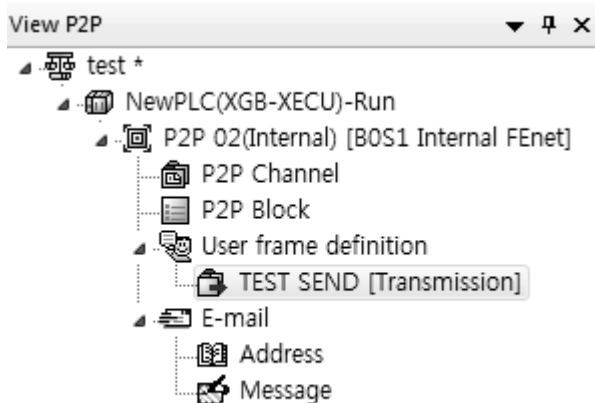 View P2P
test *
NewPLC(XGB-XECU)-Run
P2P 02(Internal) [B0S1 Internal FEnet]
P2P Channel
P2P Block
User frame definition
TEST SEND [Transmission]
E-mail
Address
Message